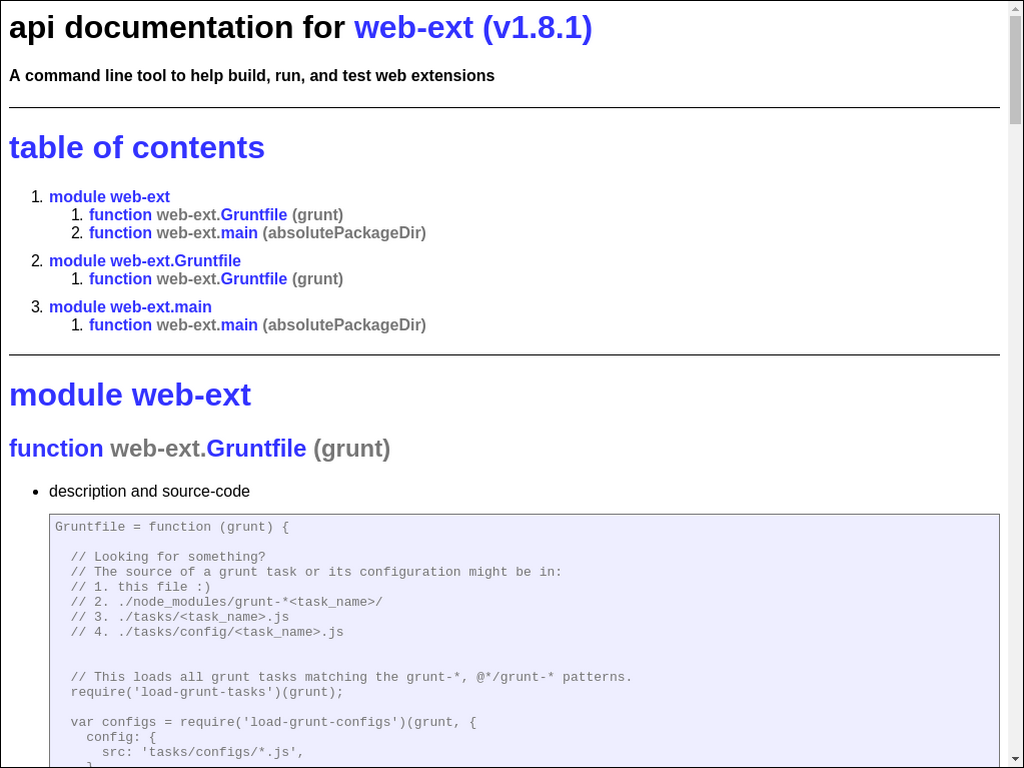 api documentation for web-ext (v1.8.1)
A command line tool to help build, run, and test web extensions
table of contents
1. module web-ext
1. function web-ext.Gruntfile (grunt)
2. function web-ext.main (absolutePackageDir)
2. module web-ext.Gruntfile
1. function web-ext.Gruntfile (grunt)
3. module web-ext.main
1. function web-ext.main (absolutePackageDir)
module web-ext
function web-ext.Gruntfile (grunt)
• description and source-code
Gruntfile = function (grunt) {
// Looking for something?
// The source of a grunt task or its configuration might be in:
// 1. this file :)
// 2. ./node_modules/grunt-*<task_name>/
// 3. ./tasks/<task_name>.js
// 4. ./tasks/config/<task_name>.js
// This loads all grunt tasks matching the grunt-*, @*/grunt-* patterns.
require('load-grunt-tasks')(grunt);
var configs = require('load-grunt-configs')(grunt, {
config: {
src: 'tasks/configs/*.js',
}